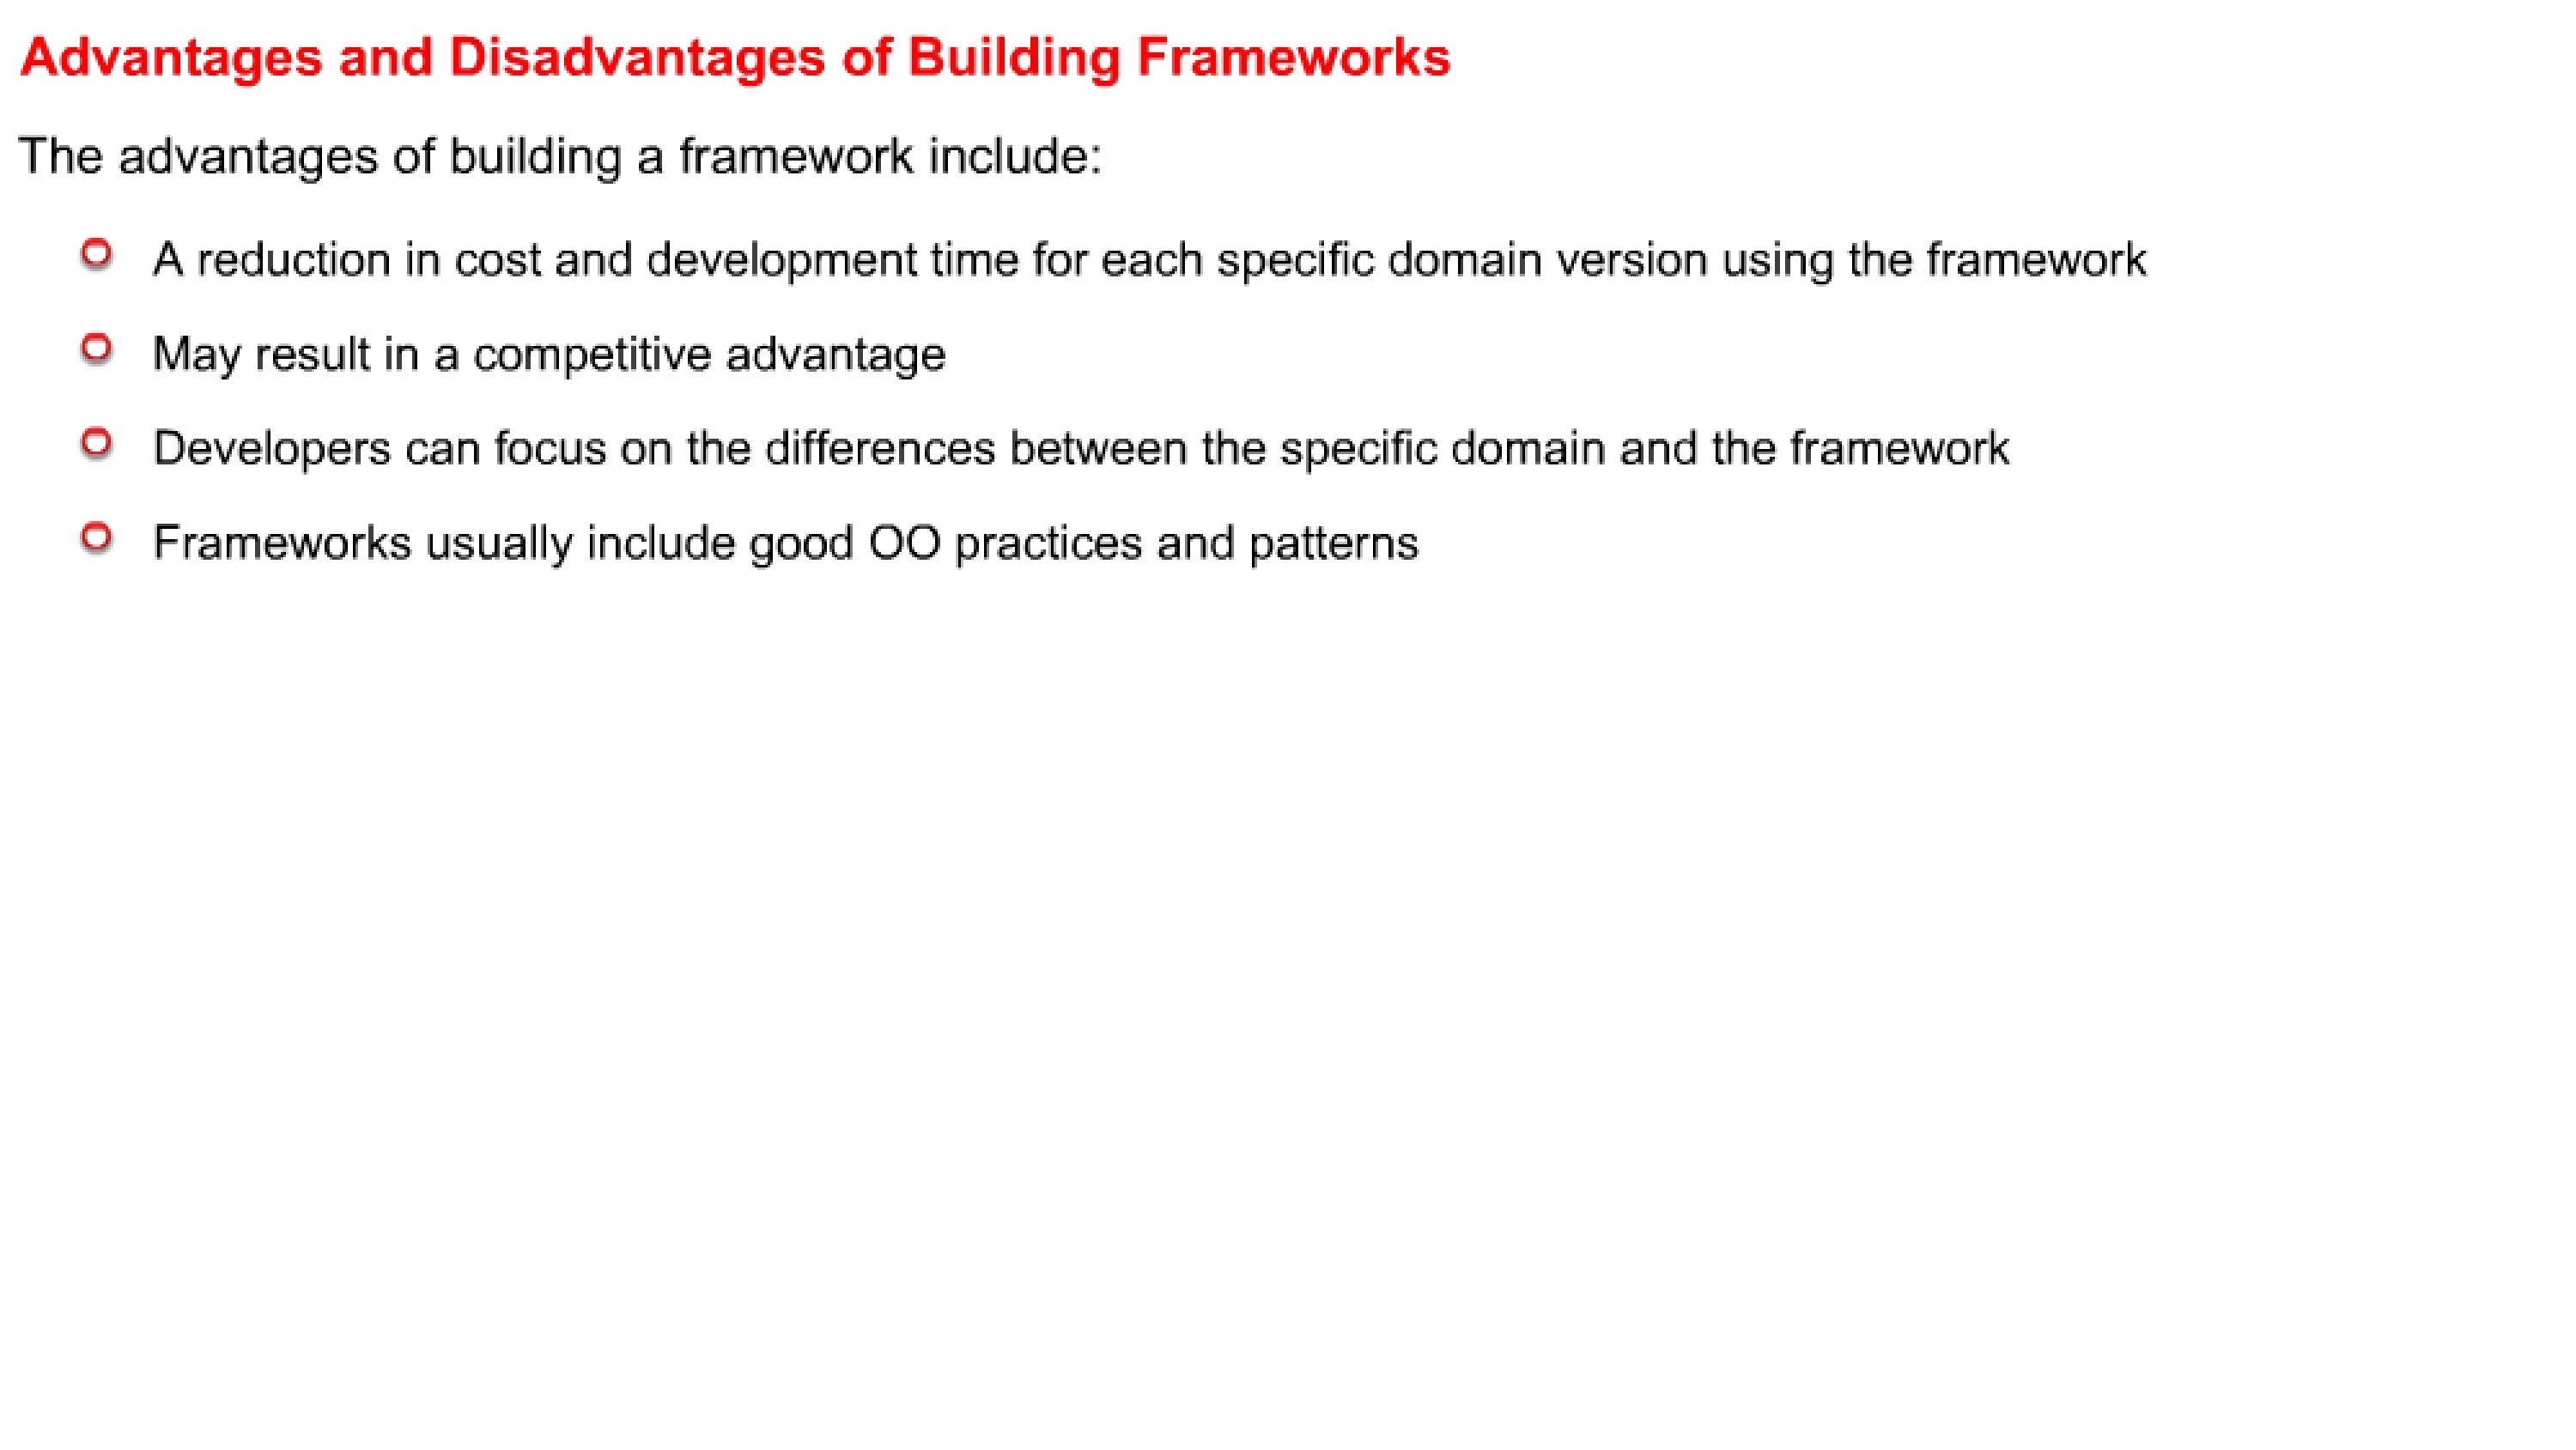 Advantages and Disadvantages of Building Frameworks
The advantages of building a framework include:
A reduction in cost and development time for each specific domain version using the framework
May result in a competitive advantage
Developers can focus on the differences between the specific domain and the framework
Frameworks usually include good OO practices and patterns